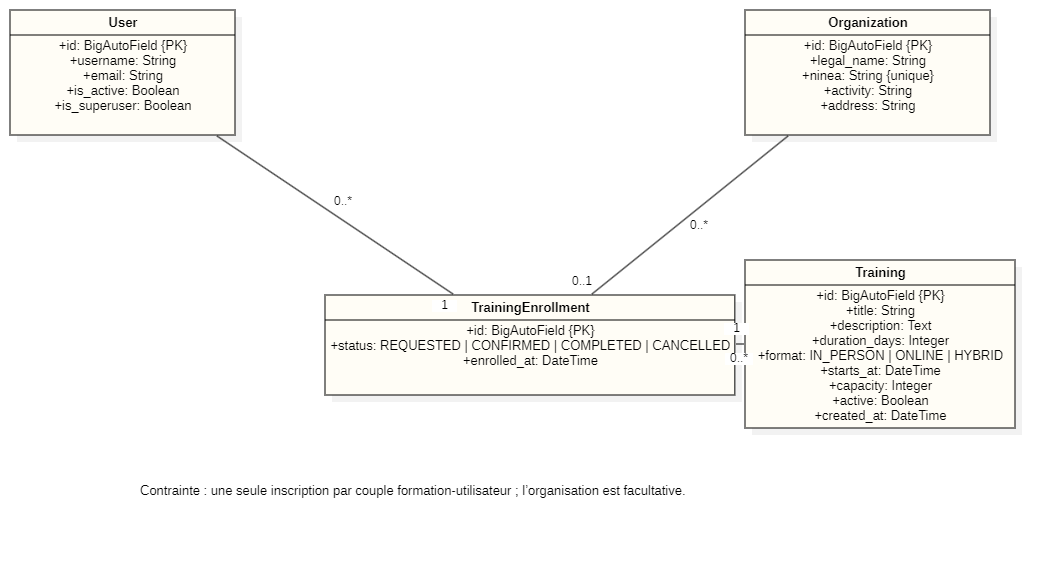 User
+id: BigAutoField {PK}
+username: String
+email: String
+is_active: Boolean
+is_superuser: Boolean
Organization
+id: BigAutoField {PK}
+legal_name: String
+ninea: String {unique}
+activity: String
+address: String
0..*
0..*
0..1
1
TrainingEnrollment
+id: BigAutoField {PK}
+status: REQUESTED | CONFIRMED | COMPLETED | CANCELLED
+enrolled_at: DateTime
1
0..*
Training
+id: BigAutoField {PK}
+title: String
+description: Text
+duration_days: Integer
+format: IN_PERSON | ONLINE | HYBRID
+starts_at: DateTime
+capacity: Integer
+active: Boolean
+created_at: DateTime
Contrainte : une seule inscription par couple formation-utilisateur ; l’organisation est facultative.